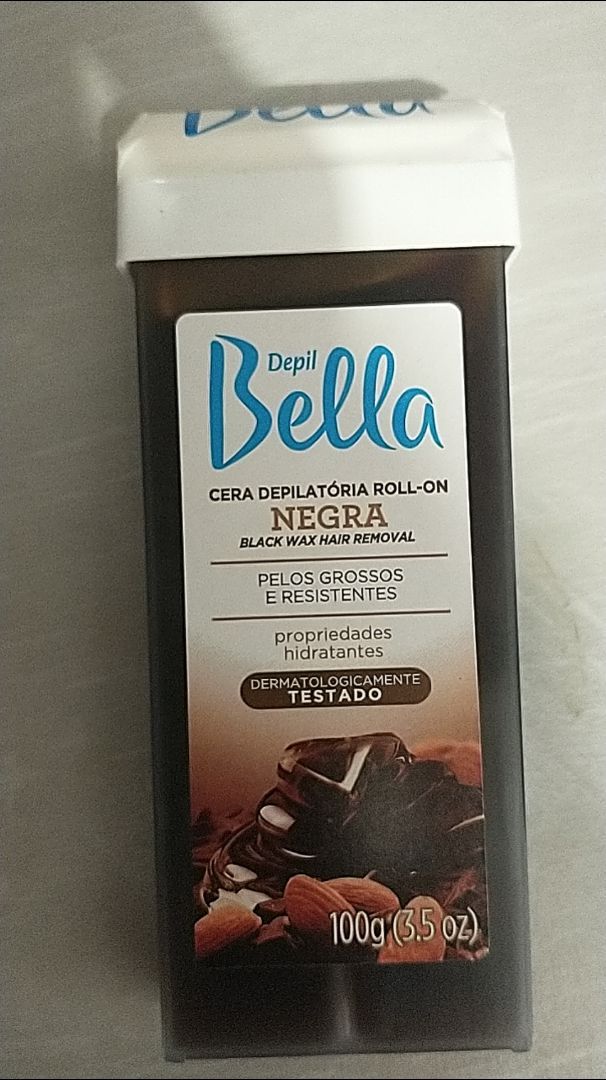 Bella
Depil
Bella
CERA DEPILATÓRIA ROLL-ON
NEGRA
BLACK WAX HAIR REMOVAL
PELOS GROSSOS
E RESISTENTES
propriedades
hidratantes
DERMATOLOGICAMENTE
TESTADO
100g (3.5 oz)